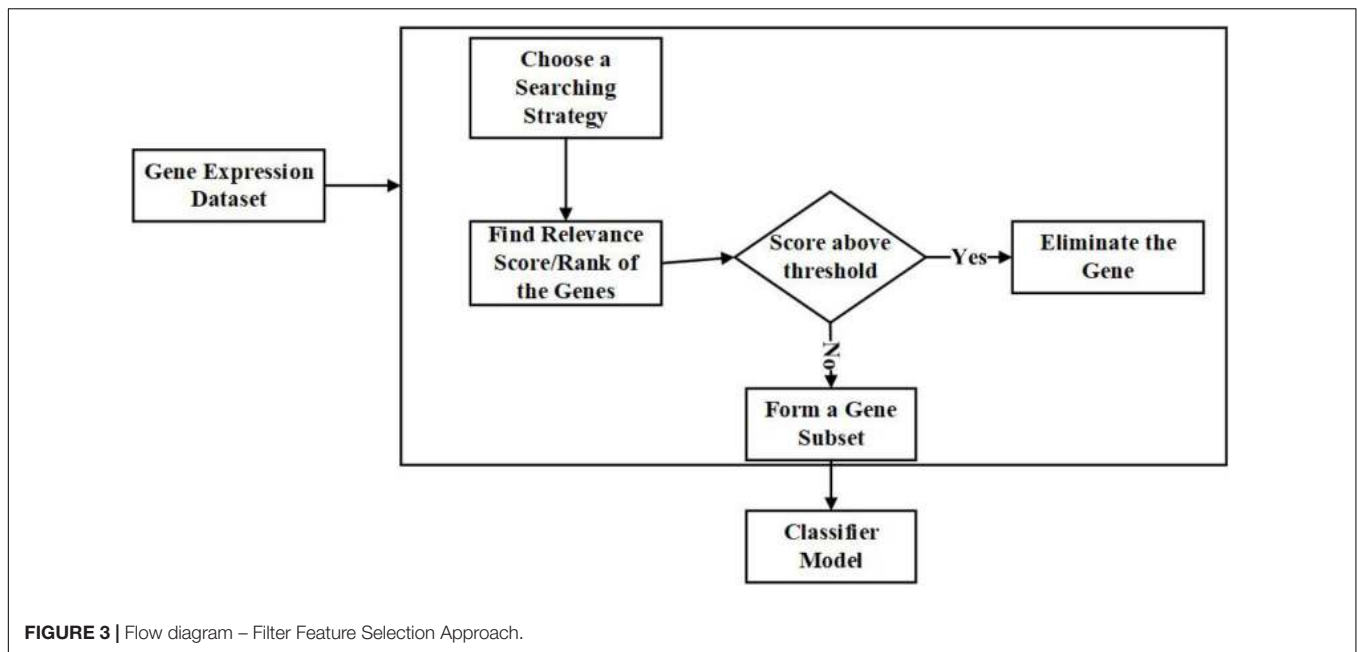 Choose a
Searching
Strategy
Gene Expression
Dataset
Find Relevance
Score/Rank of
the Genes
Score above
threshold
Yes
Eliminate the
Gene
No
Form a Gene
Subset
Classifier
Model
FIGURE 3 | Flow diagram – Filter Feature Selection Approach.